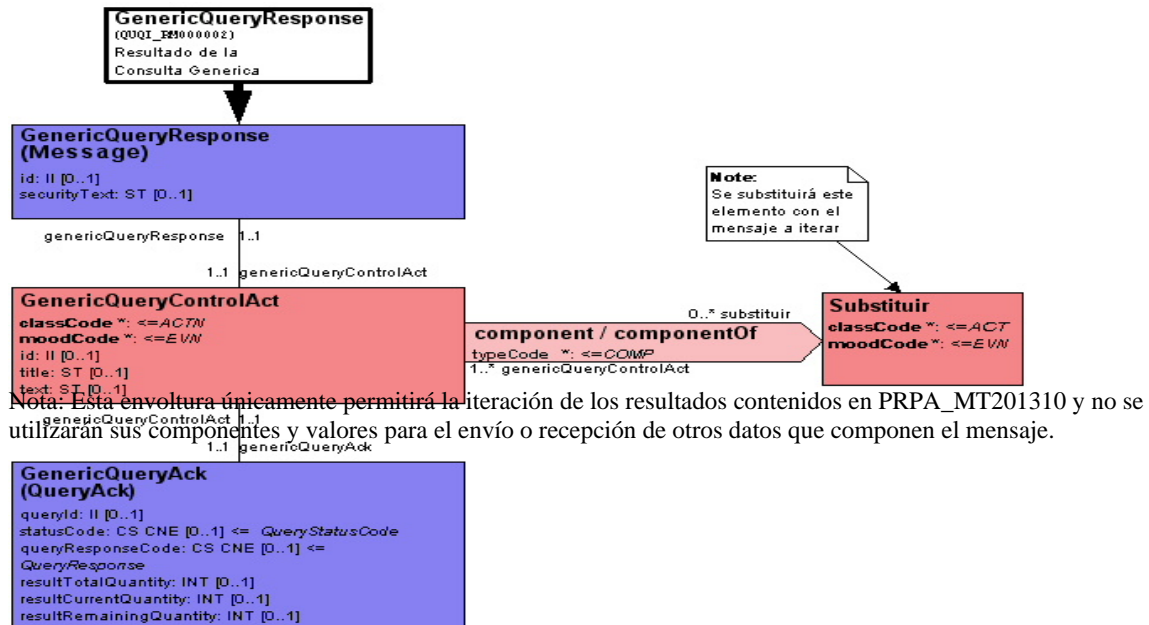 GenericQueryResponse
(QUQI_RM000002)
Resultado de la
Consulta Generica
GenericQueryResponse
(Message)
id: II [0..1]
securityText: ST [0..1]
Note:
Se substituirá este
elemento con el
mensaje a iterar
genericQueryResponse 1..1
1..1 genericQueryControlAct
GenericQueryControlAct
classCode *: <=ACTN
moodCode *: <=EVN
id: II [0..1]
title: ST [0..1]
text: ST [0..1]
0..* substituir
component / componentOf
typeCode *: <=COMP
1..* genericQueryControlAct
Substituir
classCode *: <=ACT
moodCode *: <=EVN
Nota: Esta envoltura únicamente permitirá la iteración de los resultados contenidos en PRPA_MT201310 y no se
utilizarán sus componentes y valores para el envío o recepción de otros datos que componen el mensaje.
genericQueryControlAct 1..1
1..1 genericQueryAck
GenericQueryAck
(QueryAck)
queryId: II [0..1]
statusCode: CS CNE [0..1] <= QueryStatusCode
queryResponseCode: CS CNE [0..1] <=
QueryResponse
resultTotalQuantity: INT [0..1]
resultCurrentQuantity: INT [0..1]
resultRemainingQuantity: INT [0..1]